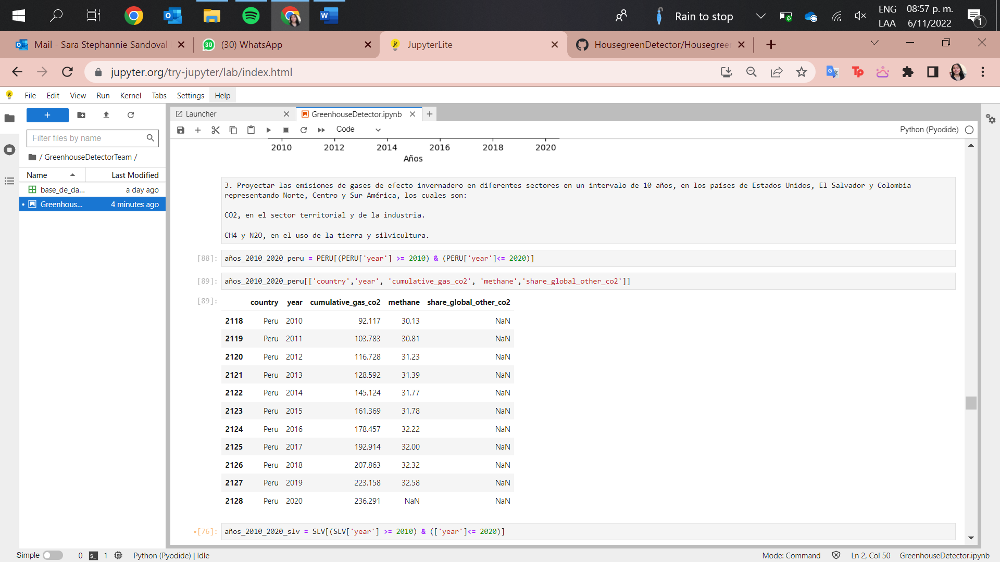 Rain to stop
ENG
LAA
08:57 p. m.
6/11/2022
1
Mail - Sara Stephannie Sandoval
30
(30) WhatsApp
JupyterLite
HousegreenDetector/Housegreen
jupyter.org/try-jupyter/lab/index.html
File Edit View Run Kernel Tabs Settings Help
Launcher
GreenhouseDetector.ipynb
Filter files by name
Code
Python (Pyodide)
/ GreenhouseDetectorTeam /
Name Last Modified
base_de_da... a day ago
Greenhous... 4 minutes ago
2010 2012 2014 2016 2018 2020
Años
3. Proyectar las emisiones de gases de efecto invernadero en diferentes sectores en un intervalo de 10 años, en los países de Estados Unidos, El Salvador y Colombia
representando Norte, Centro y Sur América, los cuales son:
CO2, en el sector territorial y de la industria.
CH4 y N2O, en el uso de la tierra y silvicultura.
[88]: años_2010_2020_peru = PERU[(PERU['year'] >= 2010) & (PERU['year']<= 2020)]
[89]: años_2010_2020_peru[['country','year', 'cumulative_gas_co2', 'methane','share_global_other_co2']]
[89]: country year cumulative_gas_co2 methane share_global_other_co2
2118 Peru 2010 92.117 30.13 NaN
2119 Peru 2011 103.783 30.81 NaN
2120 Peru 2012 116.728 31.23 NaN
2121 Peru 2013 128.592 31.39 NaN
2122 Peru 2014 145.124 31.77 NaN
2123 Peru 2015 161.369 31.78 NaN
2124 Peru 2016 178.457 32.22 NaN
2125 Peru 2017 192.914 32.00 NaN
2126 Peru 2018 207.863 32.32 NaN
2127 Peru 2019 223.158 32.58 NaN
2128 Peru 2020 236.291 NaN NaN
•[76]: años_2010_2020_slv = SLV[(SLV['year'] >= 2010) & (['year']<= 2020)]
Simple 0 1 Python (Pyodide) | Idle
Mode: Command Ln 2, Col 50 GreenhouseDetector.ipynb